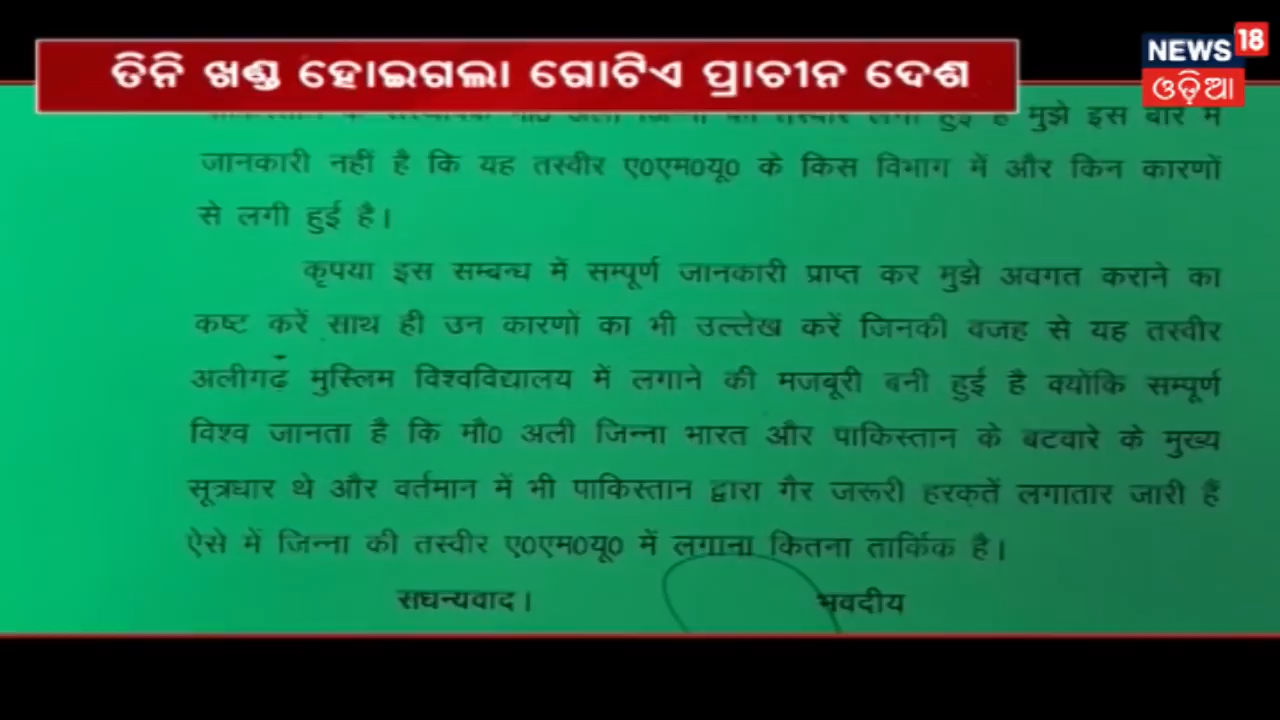 ତିନି ଖଣ୍ଡ ହୋଇଗଲା ଗୋଟିଏ ପ୍ରାଚୀନ ଦେଶ
NEWS 18
ଓଡ଼ିଆ
मुझे इस बारे में
जानकारी नहीं है कि यह तस्वीर ए0एम0यू0 के किस विभाग में और किन कारणों
से लगी हुई है।
कृपया इस सम्बन्ध में सम्पूर्ण जानकारी प्राप्त कर मुझे अवगत कराने का
कष्ट करें साथ ही उन कारणों का भी उल्लेख करें जिनकी वजह से यह तस्वीर
अलीगढ़ मुस्लिम विश्वविद्यालय में लगाने की मजबूरी बनी हुई है क्योंकि सम्पूर्ण
विश्व जानता है कि मौ0 अली जिन्ना भारत और पाकिस्तान के बटवारे के मुख्य
सूत्रधार थे और वर्तमान में भी पाकिस्तान द्वारा गैर जरूरी हरकतें लगातार जारी हैं
ऐसे में जिन्ना की तस्वीर ए0एम0यू0 में लगाना कितना तार्किक है।
सधन्यवाद।
भवदीय